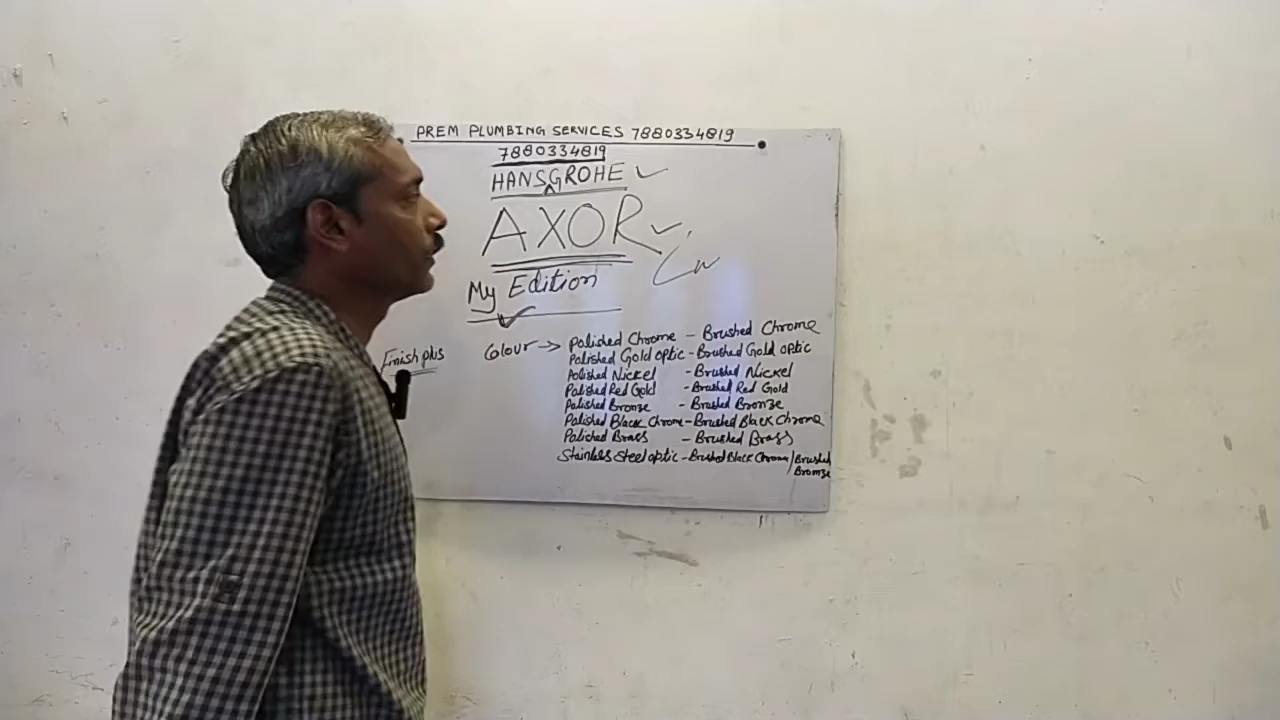 PREM PLUMBING SERVICES 7880334819
7880334819
HANSGROHE
AXOR
My Edition
Finish plus
Colour → Polished Chrome - Brushed Chrome
Polished Gold optic - Brushed Gold optic
Polished Nickel - Brushed Nickel
Polished Red Gold - Brushed Red Gold
Polished Bronze - Brushed Bronze
Polished Black Chrome - Brushed Black Chrome
Polished Brass - Brushed Brass
Stainless Steel optic - Brushed Black Chrome / Brushed
Bronze